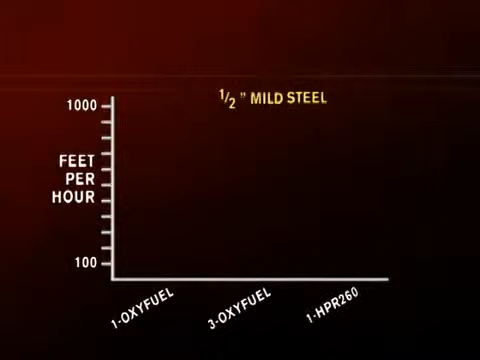 1/2 " MILD STEEL
1000
FEET
PER
HOUR
100
1-OXYFUEL
3-OXYFUEL
1-HPR260